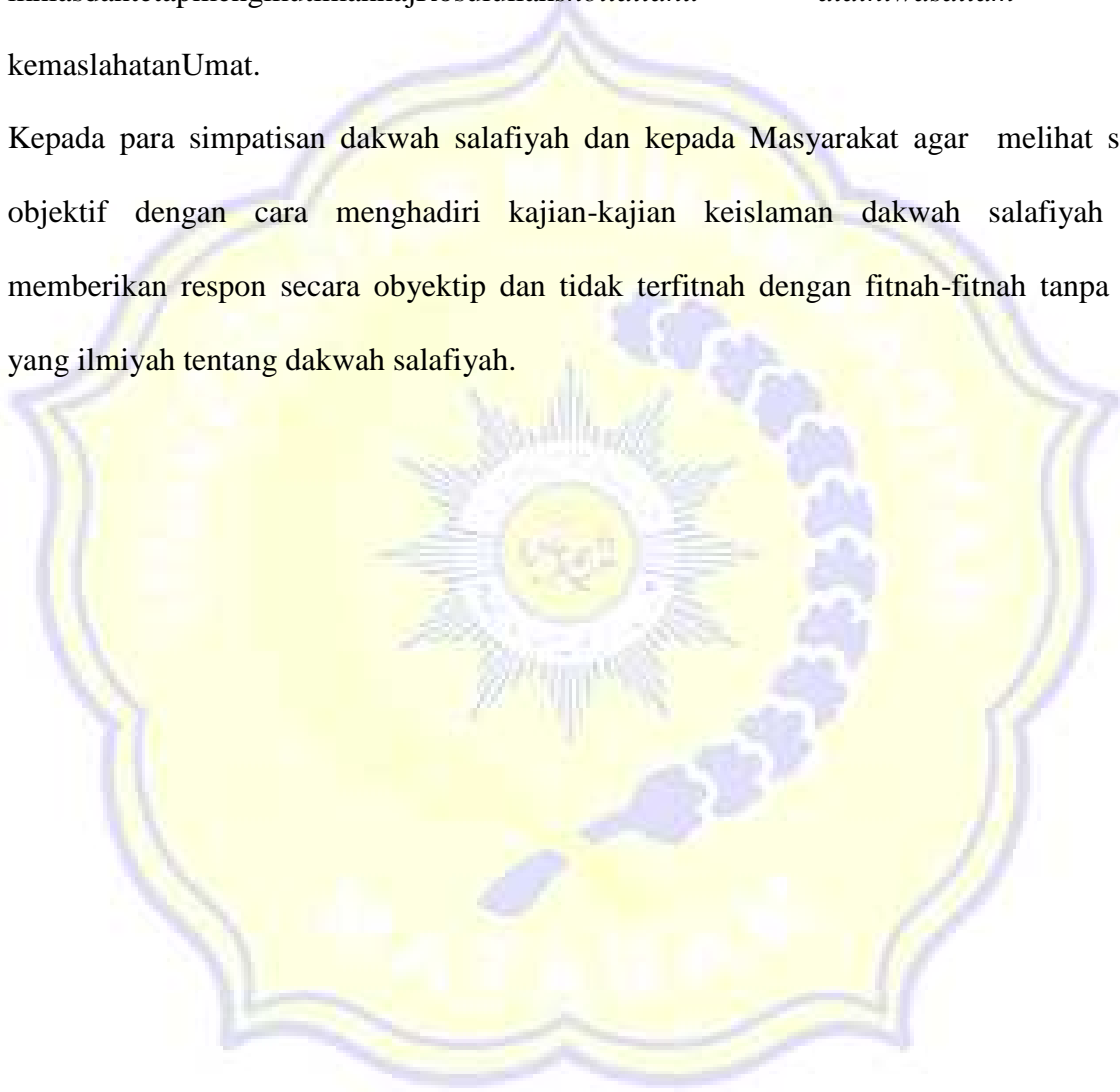 kemaslahatanUmat.
Kepada para simpatisan dakwah salafiyah dan kepada Masyarakat agar melihat s
objektif dengan cara menghadiri kajian-kajian keislaman dakwah salafiyah
memberikan respon secara obyektip dan tidak terfitnah dengan fitnah-fitnah tanpa
yang ilmiyah tentang dakwah salafiyah.